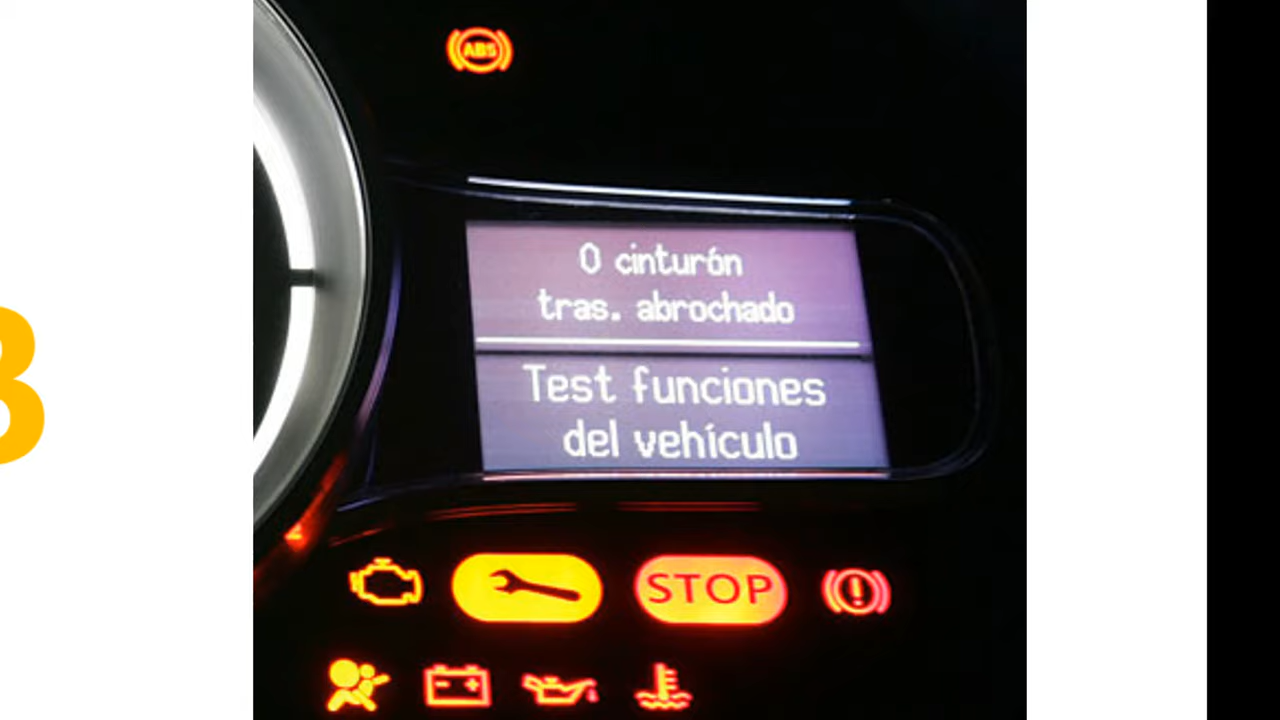 ABS
0 cinturón
tras. abrochado
Test funciones
del vehículo
STOP